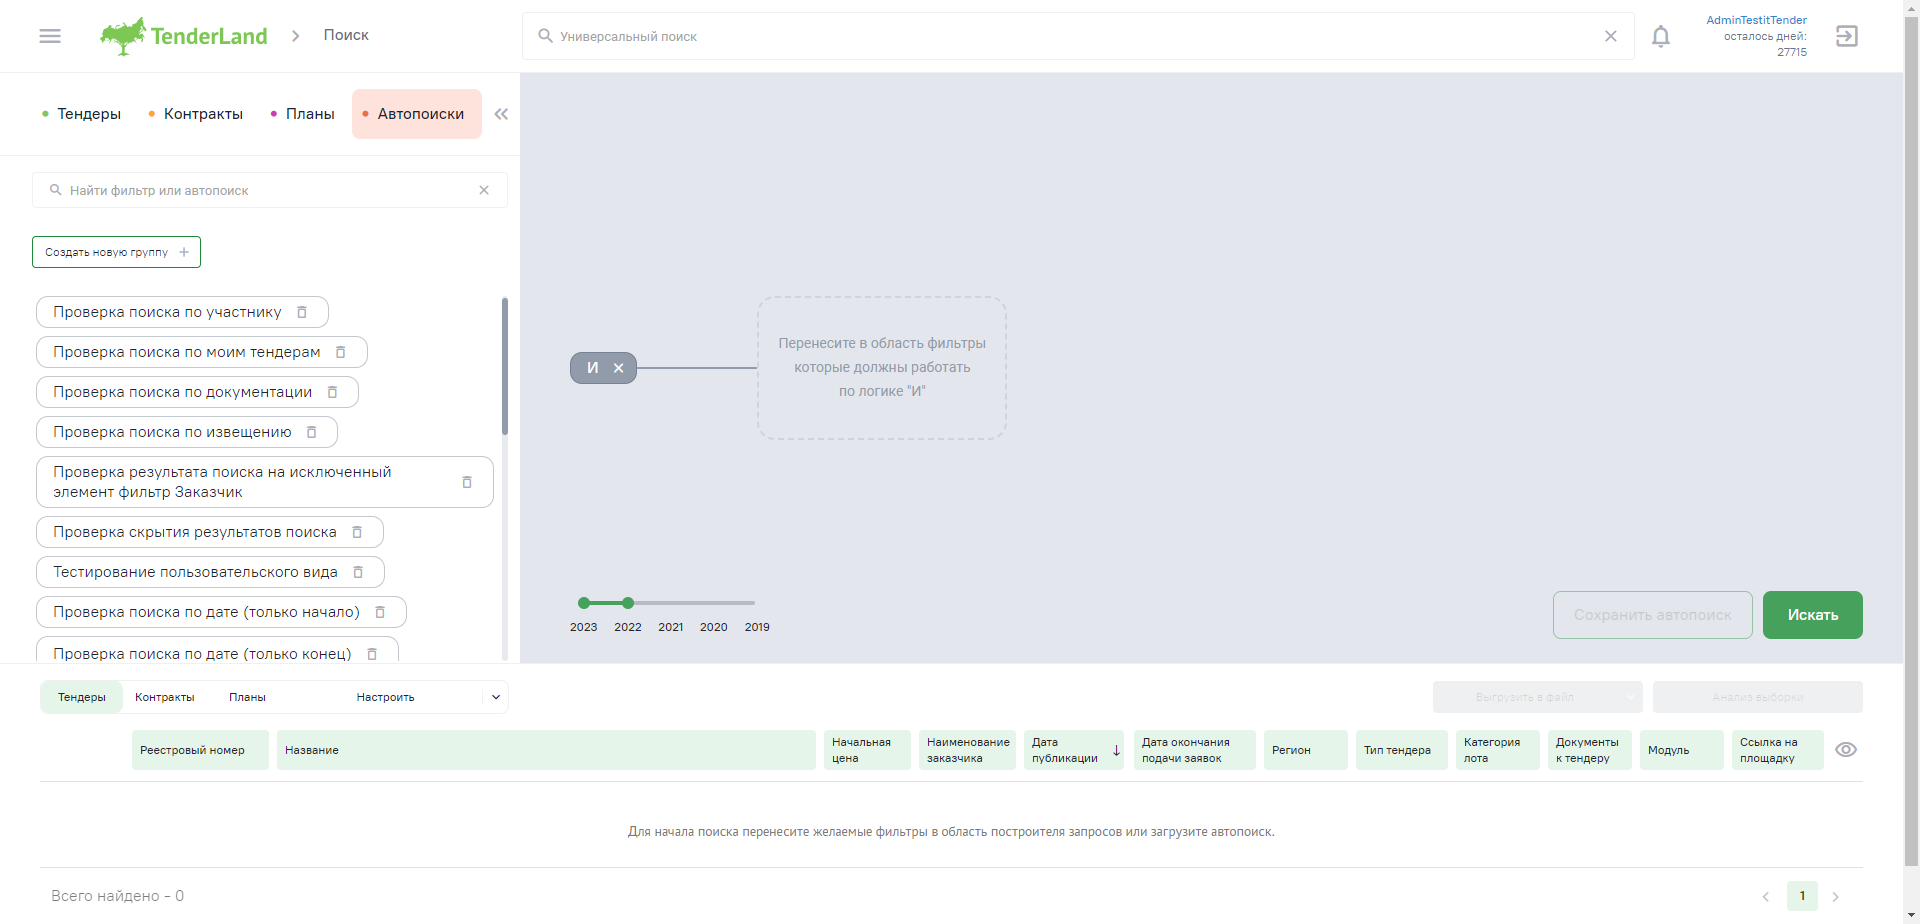 TenderLand
Поиск
Универсальный поиск
AdminTestitTender
осталось дней:
27715
Тендеры
Контракты
Планы
Автопоиски
Найти фильтр или автопоиск
Создать новую группу
Проверка поиска по участнику
Проверка поиска по моим тендерам
Проверка поиска по документации
Проверка поиска по извещению
Проверка результата поиска на исключенный
элемент фильтр Заказчик
Проверка скрытия результатов поиска
Тестирование пользовательского вида
Проверка поиска по дате (только начало)
Проверка поиска по дате (только конец)
И
Перенесите в область фильтры
которые должны работать
по логике "И"
2023 2022 2021 2020 2019
Сохранить автопоиск
Искать
Тендеры
Контракты
Планы
Настроить
Выгрузить в файл
Анализ выборки
Реестровый номер
Название
Начальная
цена
Наименование
заказчика
Дата
публикации
Дата окончания
подачи заявок
Регион
Тип тендера
Категория
лота
Документы
к тендеру
Модуль
Ссылка на
площадку
Для начала поиска перенесите желаемые фильтры в область построителя запросов или загрузите автопоиск.
Всего найдено - 0
1